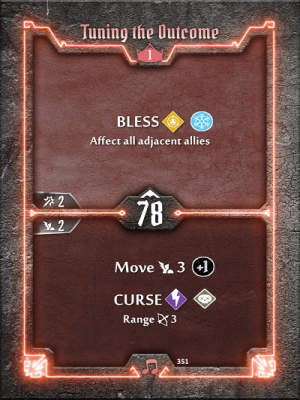 Tuning the Outcome
1
BLESS
Affect all adjacent allies
2
78
2
Move 3 +1
CURSE
Range 3
351